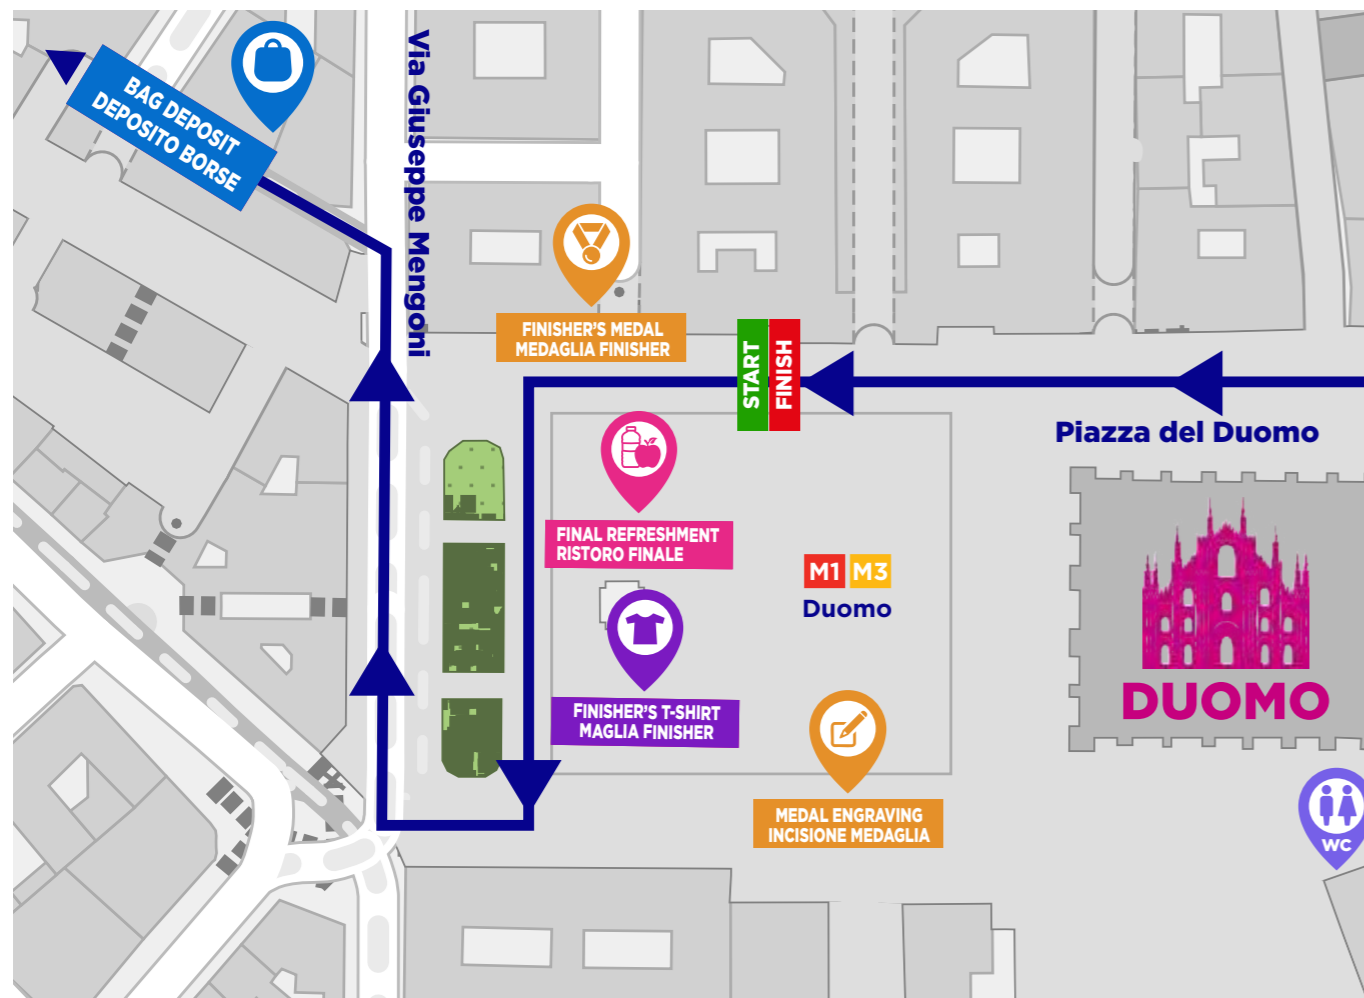 BAG DEPOSIT
DEPOSITO BORSE
Via Giuseppe Mengoni
FINISHER'S MEDAL
MEDAGLIA FINISHER
START
FINISH
Piazza del Duomo
FINAL REFRESHMENT
RISTORO FINALE
M1 M3
Duomo
FINISHER'S T-SHIRT
MAGLIA FINISHER
DUOMO
MEDAL ENGRAVING
INCISIONE MEDAGLIA
WC